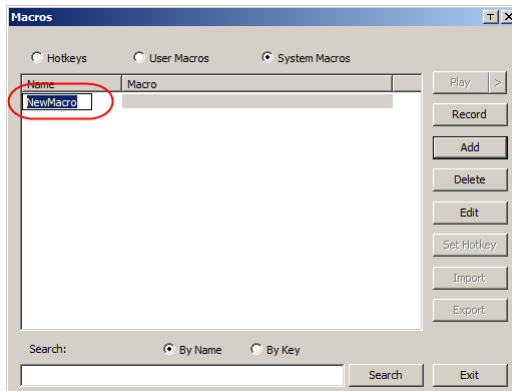 Macros
Hotkeys User Macros System Macros
Name Macro
NewMacro
Play >
Record
Add
Delete
Edit
Set Hotkey
Import
Export
Search: By Name By Key
Search Exit